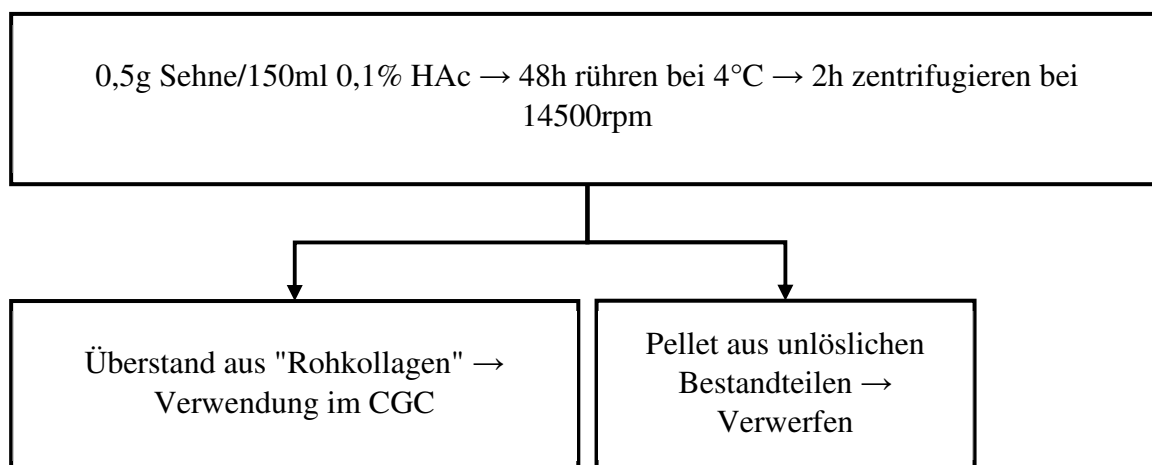 0,5g Sehne/150ml 0,1% HAc → 48h rühren bei 4°C → 2h zentrifugieren bei
14500rpm
Überstand aus "Rohkollagen" →
Verwendung im CGC
Pellet aus unlöslichen
Bestandteilen →
Verwerfen